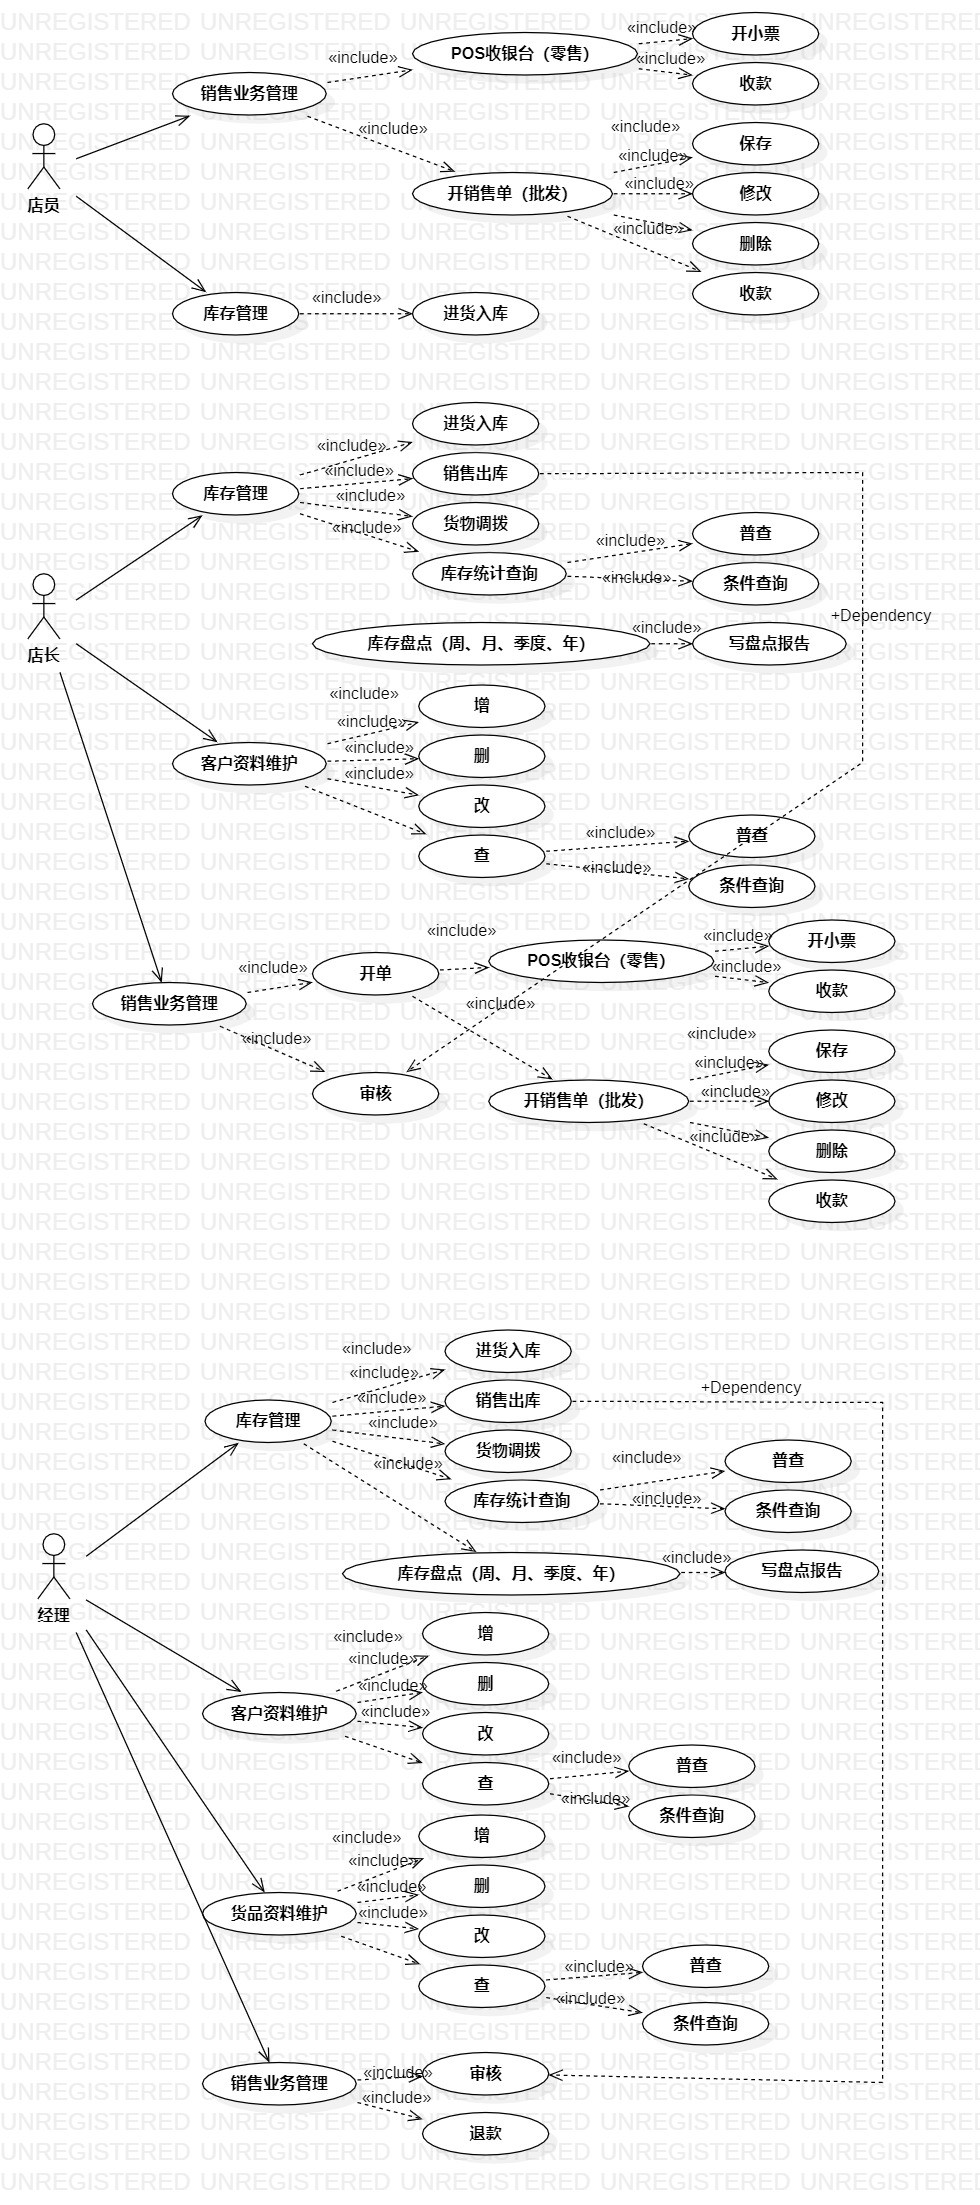 «include»
开小票
«include»
POS收银台（零售）
«include»
收款
销售业务管理
«include»
«include»
保存
«include»
店员
开销售单（批发）
«include»
修改
«include»
删除
收款
库存管理
«include»
进货入库
«include»
进货入库
«include»
销售出库
库存管理
«include»
货物调拨
«include»
库存统计查询
«include»
普查
«include»
条件查询
+Dependency
店长
库存盘点（周、月、季度、年）
«include»
写盘点报告
«include»
增
«include»
客户资料维护
«include»
删
«include»
改
查
«include»
普查
«include»
条件查询
«include»
«include»
开小票
«include»
开单
POS收银台（零售）
«include»
收款
销售业务管理
«include»
«include»
«include»
保存
«include»
审核
开销售单（批发）
«include»
修改
«include»
删除
收款
«include»
进货入库
«include»
+Dependency
«include»
销售出库
库存管理
«include»
货物调拨
«include»
库存统计查询
«include»
普查
«include»
条件查询
库存盘点（周、月、季度、年）
«include»
写盘点报告
经理
«include»
增
«include»
«include»
删
客户资料维护
«include»
改
查
«include»
普查
«include»
条件查询
«include»
增
«include»
«include»
删
货品资料维护
«include»
改
查
«include»
普查
«include»
条件查询
销售业务管理
«include»
审核
«include»
退款